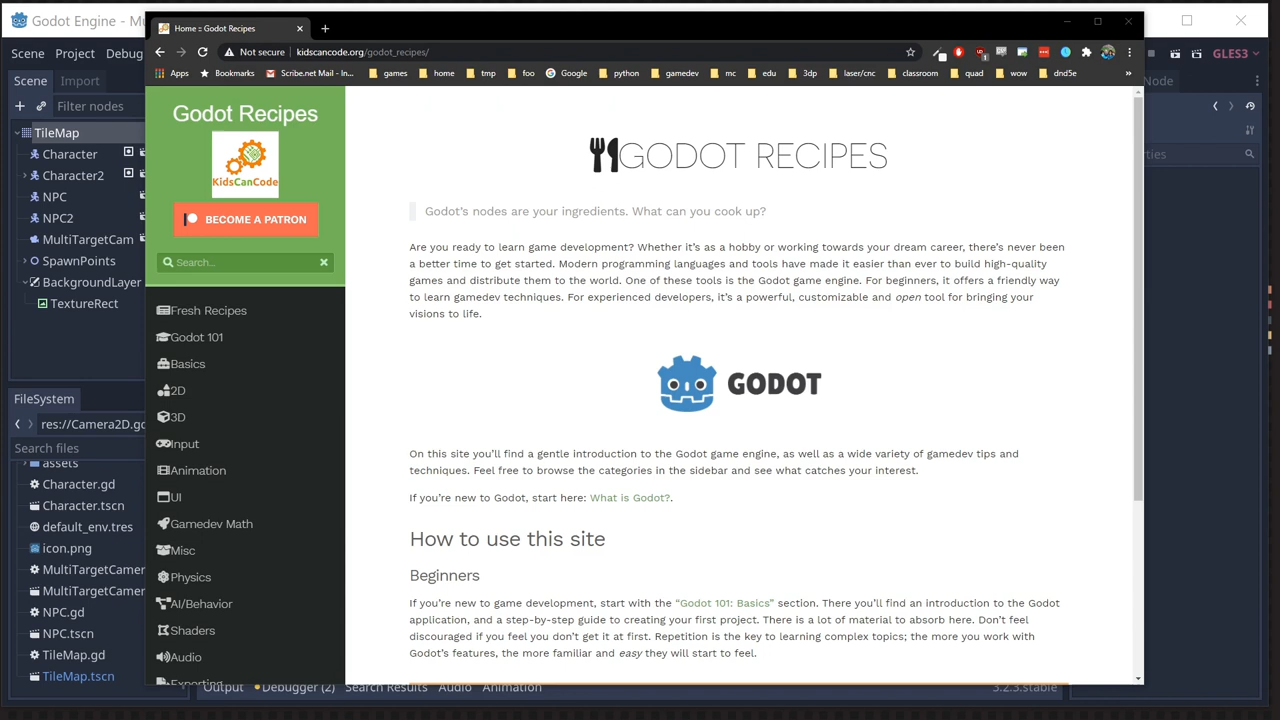 Godot Engine - Mu
Home :: Godot Recipes
Scene Project Debug
GLES3
Not secure kidscancode.org/godot_recipes/
Apps Bookmarks Scribe.net Mail - In... games home tmp foo Google python gamedev mc edu 3dp laser/cnc classroom quad wow dnd5e
Scene Import
Node
Filter nodes
TileMap
Character
Character2
NPC
NPC2
MultiTargetCam
SpawnPoints
BackgroundLayer
TextureRect
FileSystem
res://Camera2D.gd
Search files
assets
Character.gd
Character.tscn
default_env.tres
icon.png
MultiTargetCamer
MultiTargetCamer
NPC.gd
NPC.tscn
TileMap.gd
TileMap.tscn
Godot Recipes
KidsCanCode
BECOME A PATRON
Search...
Fresh Recipes
Godot 101
Basics
2D
3D
Input
Animation
UI
Gamedev Math
Misc
Physics
AI/Behavior
Shaders
Audio
Exporting
GODOT RECIPES
Godot's nodes are your ingredients. What can you cook up?
Are you ready to learn game development? Whether it's as a hobby or working towards your dream career, there's never been
a better time to get started. Modern programming languages and tools have made it easier than ever to build high-quality
games and distribute them to the world. One of these tools is the Godot game engine. For beginners, it offers a friendly way
to learn gamedev techniques. For experienced developers, it's a powerful, customizable and open tool for bringing your
visions to life.
GODOT
On this site you'll find a gentle introduction to the Godot game engine, as well as a wide variety of gamedev tips and
techniques. Feel free to browse the categories in the sidebar and see what catches your interest.
If you're new to Godot, start here: What is Godot?.
How to use this site
Beginners
If you're new to game development, start with the "Godot 101: Basics" section. There you'll find an introduction to the Godot
application, and a step-by-step guide to creating your first project. There is a lot of material to absorb here. Don't feel
discouraged if you feel you don't get it at first. Repetition is the key to learning complex topics; the more you work with
Godot's features, the more familiar and easy they will start to feel.
Output Debugger (2) Search Results Audio Animation
3.2.3.stable